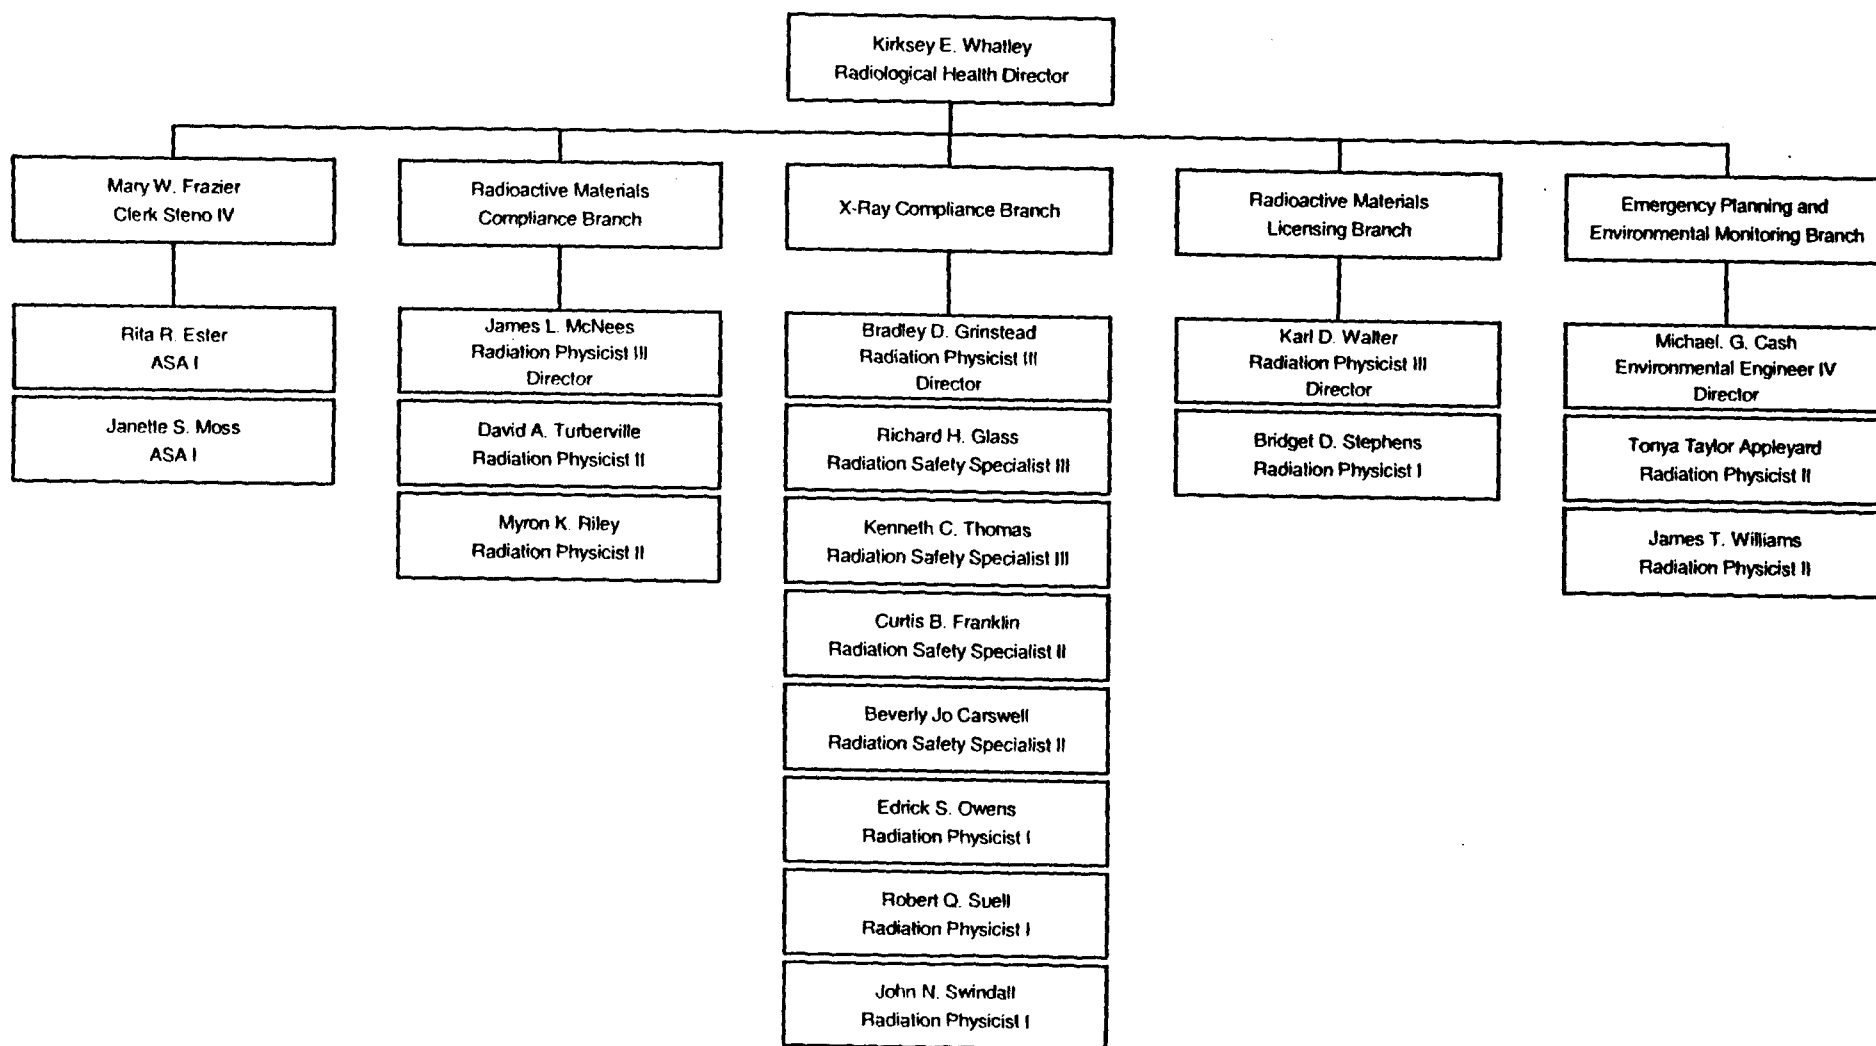 Kirksey E. Whatley
Radiological Health Director
Mary W. Frazier
Clerk Steno IV
Rita R. Ester
ASA I
Janette S. Moss
ASA I
Radioactive Materials
Compliance Branch
James L. McNees
Radiation Physicist III
Director
David A. Turberville
Radiation Physicist II
Myron K. Riley
Radiation Physicist II
X-Ray Compliance Branch
Bradley D. Grinstead
Radiation Physicist III
Director
Richard H. Glass
Radiation Safety Specialist III
Kenneth C. Thomas
Radiation Safety Specialist III
Curtis B. Franklin
Radiation Safety Specialist II
Beverly Jo Carswell
Radiation Safety Specialist II
Edrick S. Owens
Radiation Physicist I
Robert Q. Suell
Radiation Physicist I
John N. Swindall
Radiation Physicist I
Radioactive Materials
Licensing Branch
Karl D. Walter
Radiation Physicist III
Director
Bridget D. Stephens
Radiation Physicist I
Emergency Planning and
Environmental Monitoring Branch
Michael. G. Cash
Environmental Engineer IV
Director
Tonya Taylor Appleyard
Radiation Physicist II
James T. Williams
Radiation Physicist II